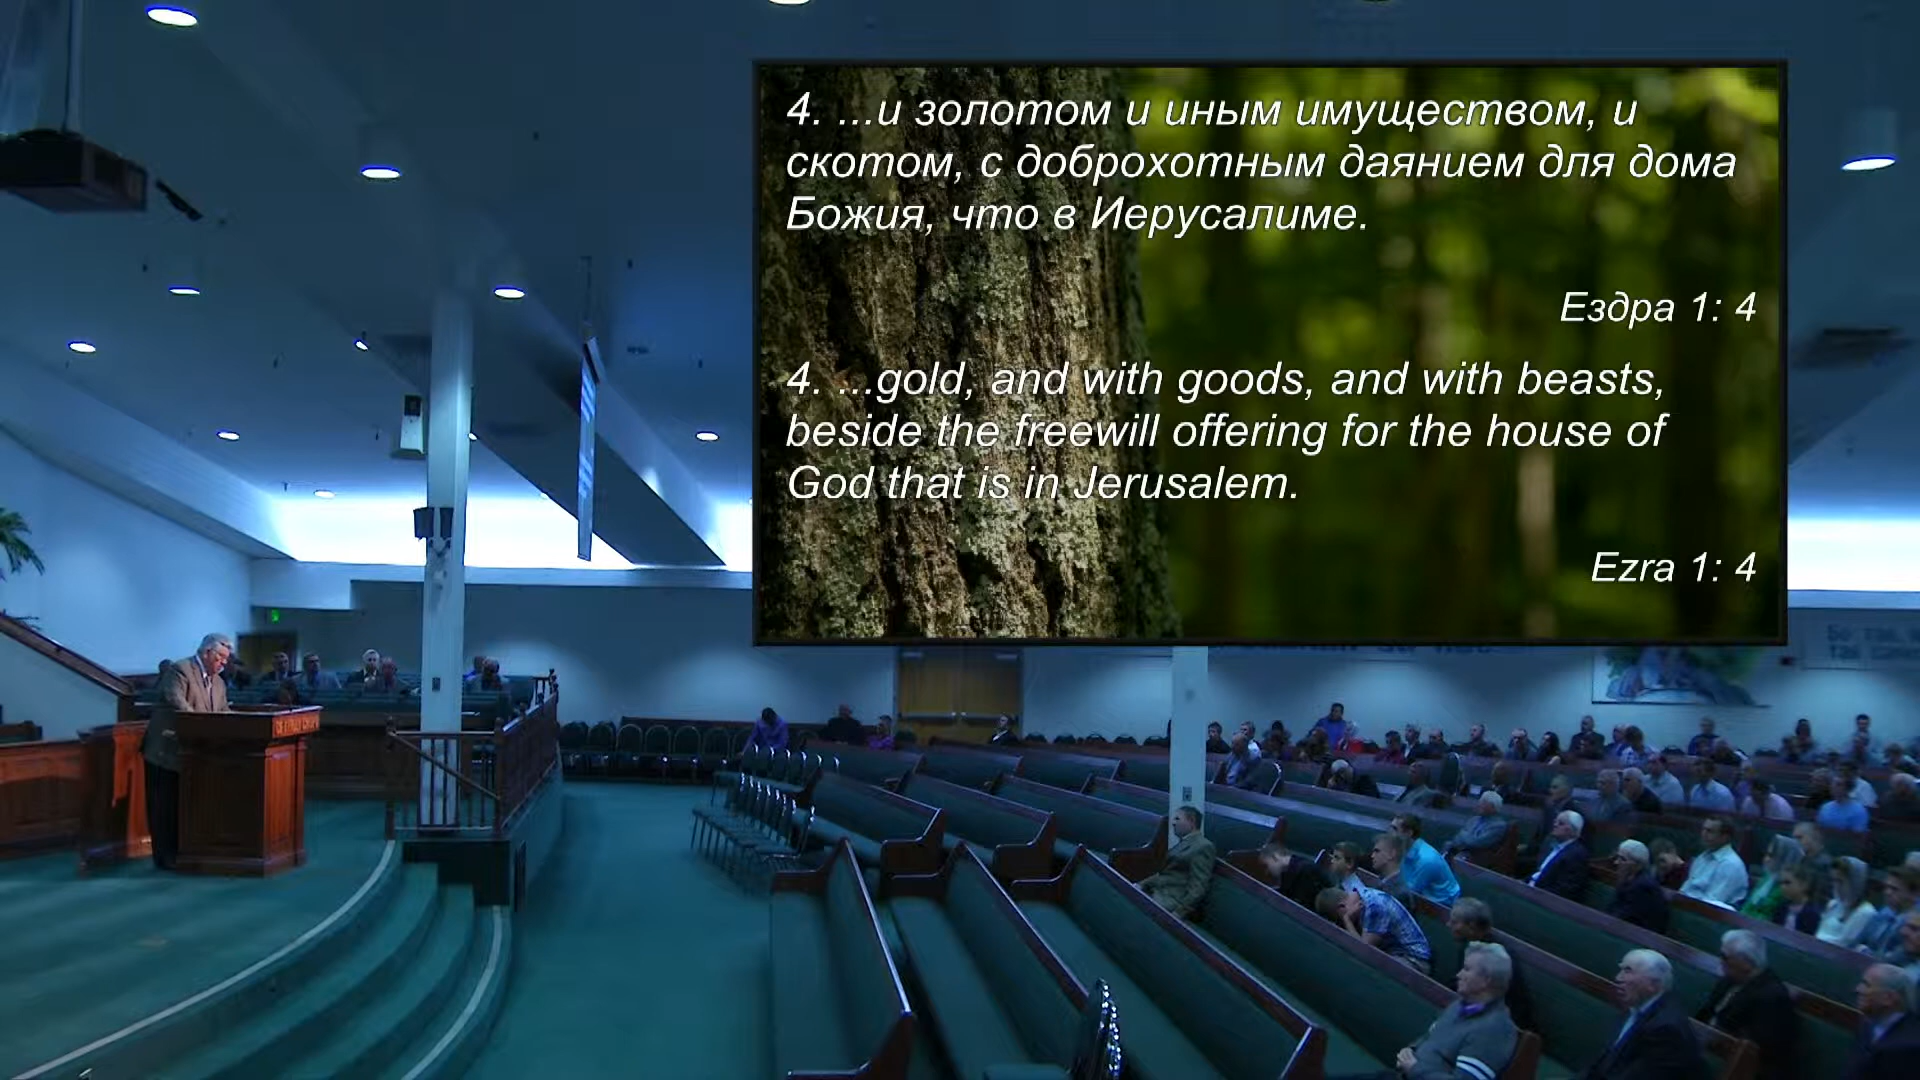 4. ...и золотом и иным имуществом, и
скотом, с доброхотным даянием для дома
Божия, что в Иерусалиме.
Ездра 1: 4
4. ...gold, and with goods, and with beasts,
beside the freewill offering for the house of
God that is in Jerusalem.
Ezra 1: 4